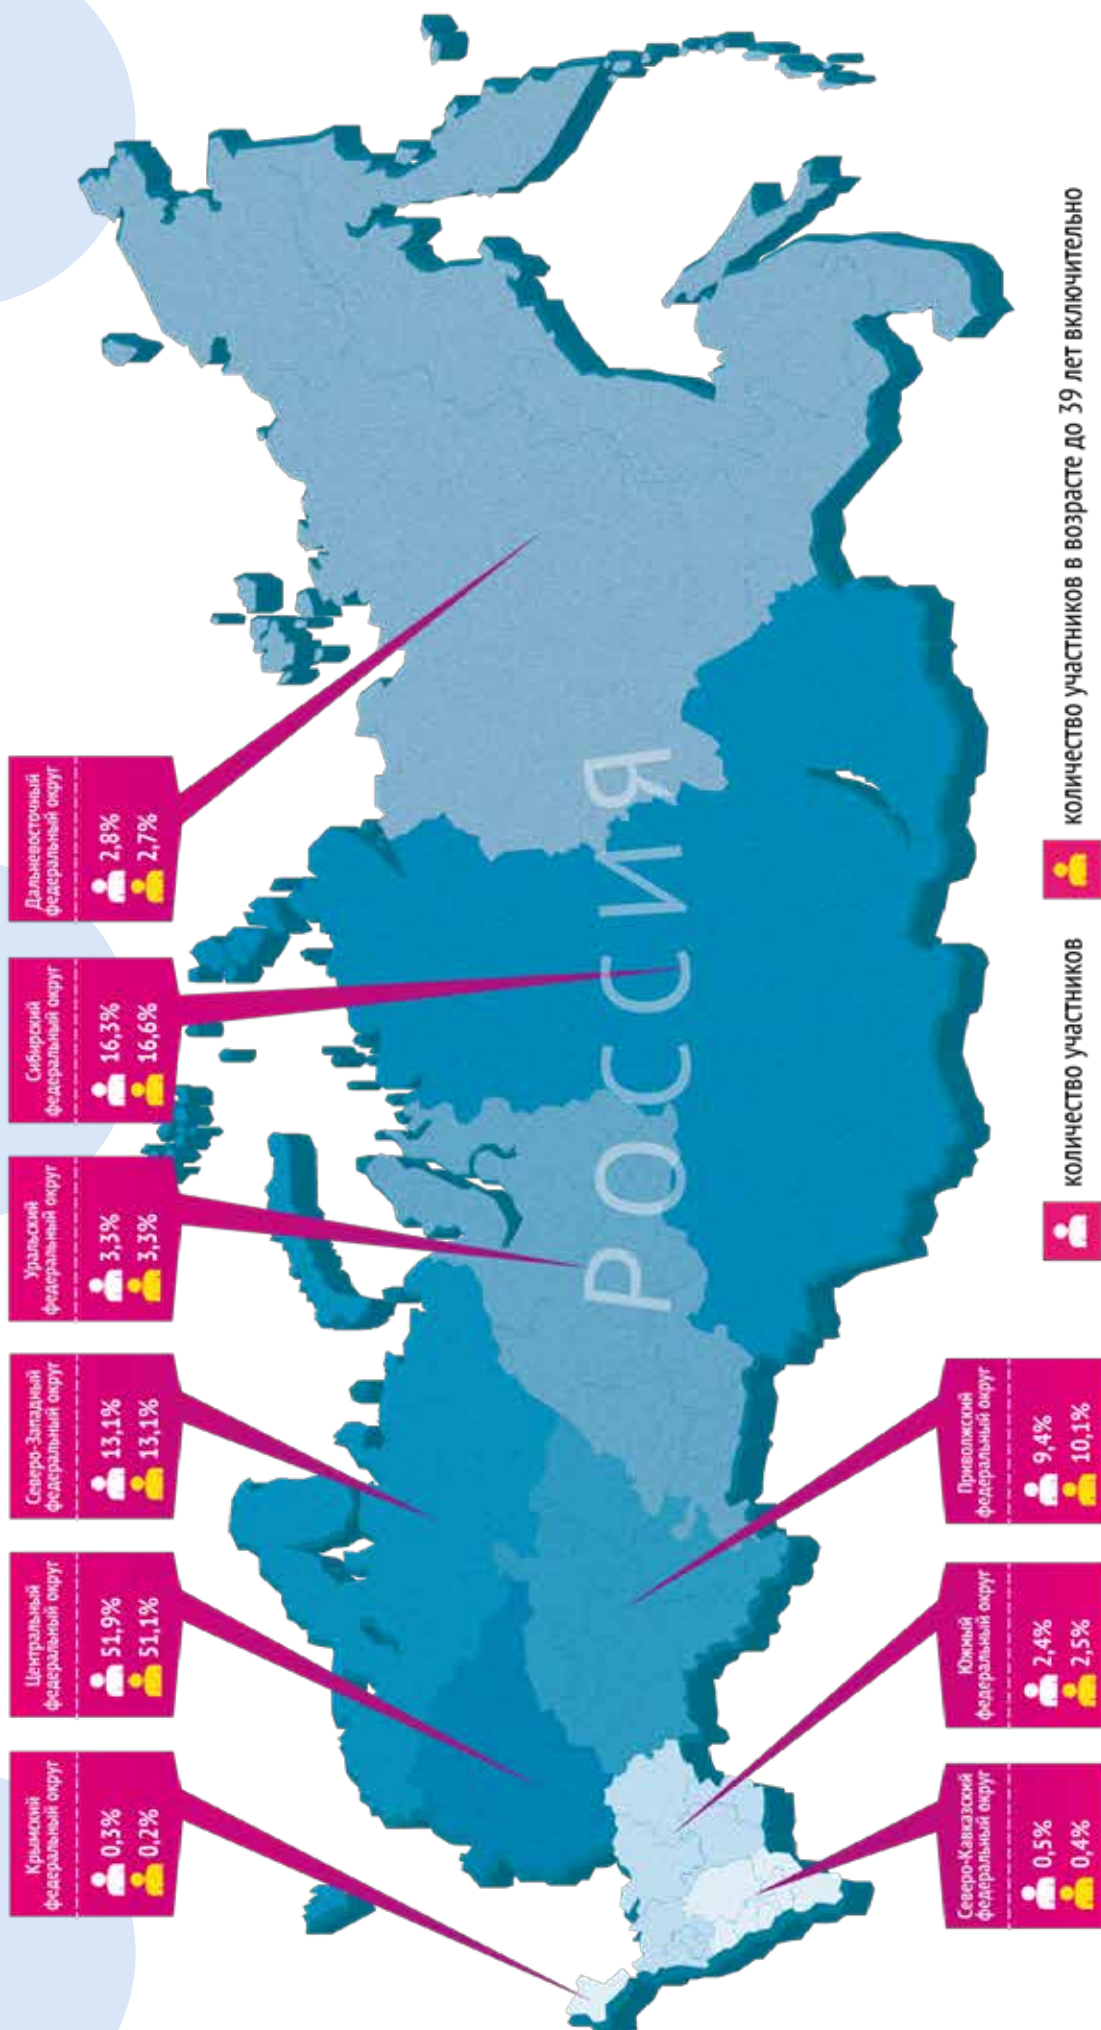 Крымский
федеральный округ
0,3%
0,2%
Центральный
федеральный округ
51,9%
51,1%
Северо-Западный
федеральный округ
13,1%
13,1%
Уральский
федеральный округ
3,3%
3,3%
Сибирский
федеральный округ
16,3%
16,6%
Дальневосточный
федеральный округ
2,8%
2,7%
РОССИЯ
Северо-Кавказский
федеральный округ
0,5%
0,4%
Южный
федеральный округ
2,4%
2,5%
Приволжский
федеральный округ
9,4%
10,1%
количество участников
количество участников в возрасте до 39 лет включительно